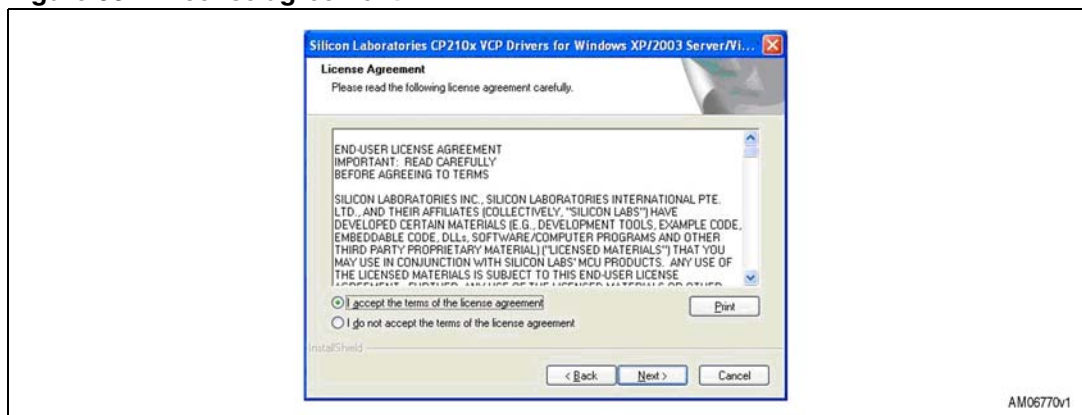 Silicon Laboratories CP210x VCP Drivers for Windows XP/2003 Server/Vi...
License Agreement
Please read the following license agreement carefully.
END-USER LICENSE AGREEMENT
IMPORTANT: READ CAREFULLY
BEFORE AGREEING TO TERMS
SILICON LABORATORIES INC., SILICON LABORATORIES INTERNATIONAL PTE.
LTD., AND THEIR AFFILIATES (COLLECTIVELY, "SILICON LABS") HAVE
DEVELOPED CERTAIN MATERIALS (E.G., DEVELOPMENT TOOLS, EXAMPLE CODE,
EMBEDDABLE CODE, DLLs, SOFTWARE/COMPUTER PROGRAMS AND OTHER
THIRD PARTY PROPRIETARY MATERIAL) ("LICENSED MATERIALS") THAT YOU
MAY USE IN CONJUNCTION WITH SILICON LABS' MCU PRODUCTS. ANY USE OF
THE LICENSED MATERIALS IS SUBJECT TO THIS END-USER LICENSE
I accept the terms of the license agreement
Print
I do not accept the terms of the license agreement
InstallShield
< Back
Next >
Cancel
AM06770v1